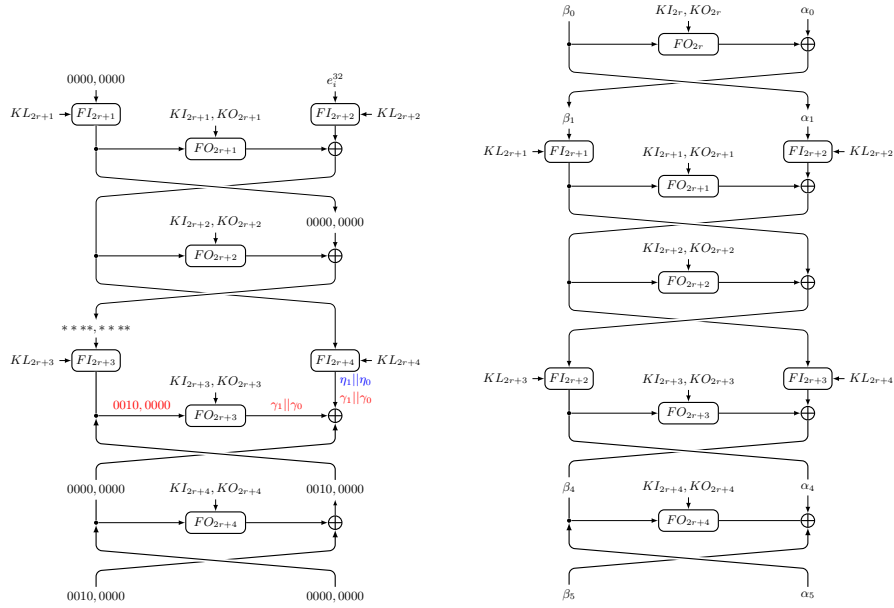 0000, 0000
e_i^{32}
KL_{2r+1}
FI_{2r+1}
KI_{2r+1}, KO_{2r+1}
FI_{2r+2}
KL_{2r+2}
FO_{2r+1}
KI_{2r+2}, KO_{2r+2}
0000, 0000
FO_{2r+2}
* * **, * * **
KL_{2r+3}
FI_{2r+3}
FI_{2r+4}
KL_{2r+4}
KI_{2r+3}, KO_{2r+3}
η_1||η_0
0010, 0000
FO_{2r+3}
γ_1||γ_0
γ_1||γ_0
0000, 0000
KI_{2r+4}, KO_{2r+4}
0010, 0000
FO_{2r+4}
0010, 0000
0000, 0000
β_0
KI_{2r}, KO_{2r}
α_0
FO_{2r}
β_1
α_1
KL_{2r+1}
FI_{2r+1}
KI_{2r+1}, KO_{2r+1}
FI_{2r+2}
KL_{2r+2}
FO_{2r+1}
KI_{2r+2}, KO_{2r+2}
FO_{2r+2}
KL_{2r+3}
FI_{2r+2}
KI_{2r+3}, KO_{2r+3}
FI_{2r+3}
KL_{2r+4}
FO_{2r+3}
β_4
KI_{2r+4}, KO_{2r+4}
α_4
FO_{2r+4}
β_5
α_5